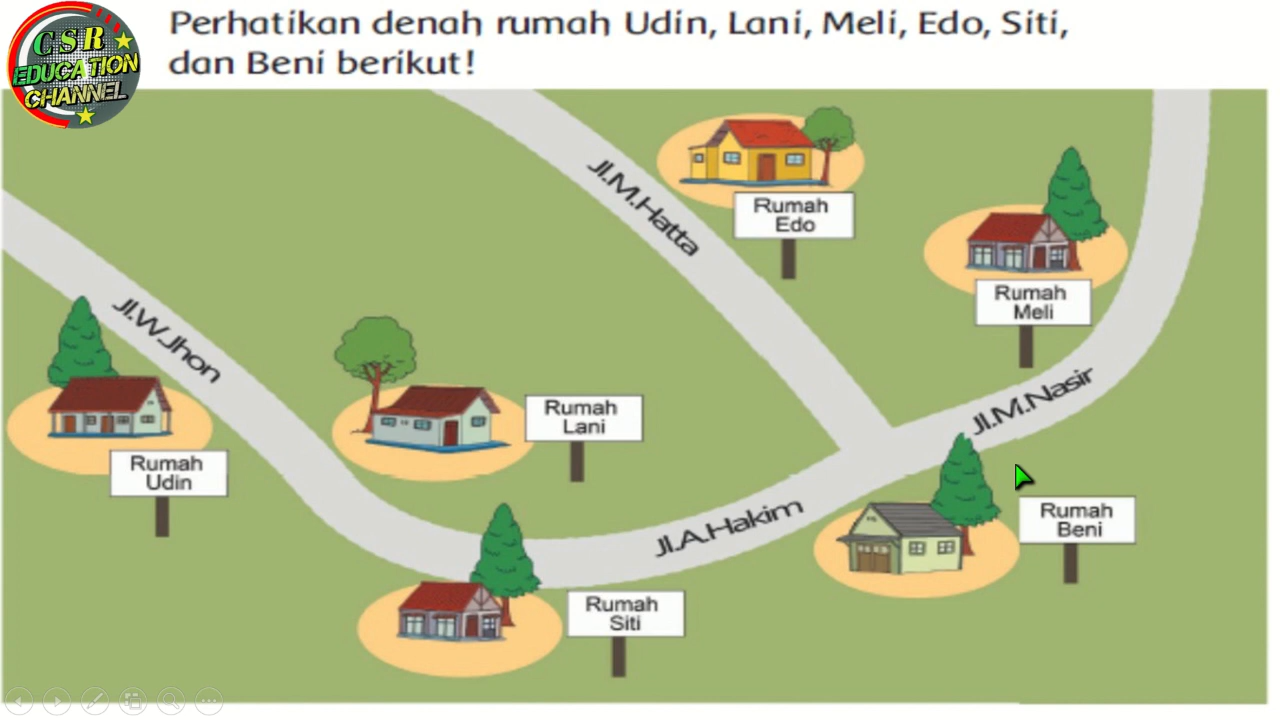 CSR
EDUCATION
CHANNEL
Perhatikan denah rumah Udin, Lani, Meli, Edo, Siti,
dan Beni berikut!
Jl.M.Hatta
Rumah
Edo
Rumah
Meli
Jl.W.Jhon
Jl.M.Nasir
Rumah
Lani
Rumah
Udin
Jl.A.Hakim
Rumah
Beni
Rumah
Siti